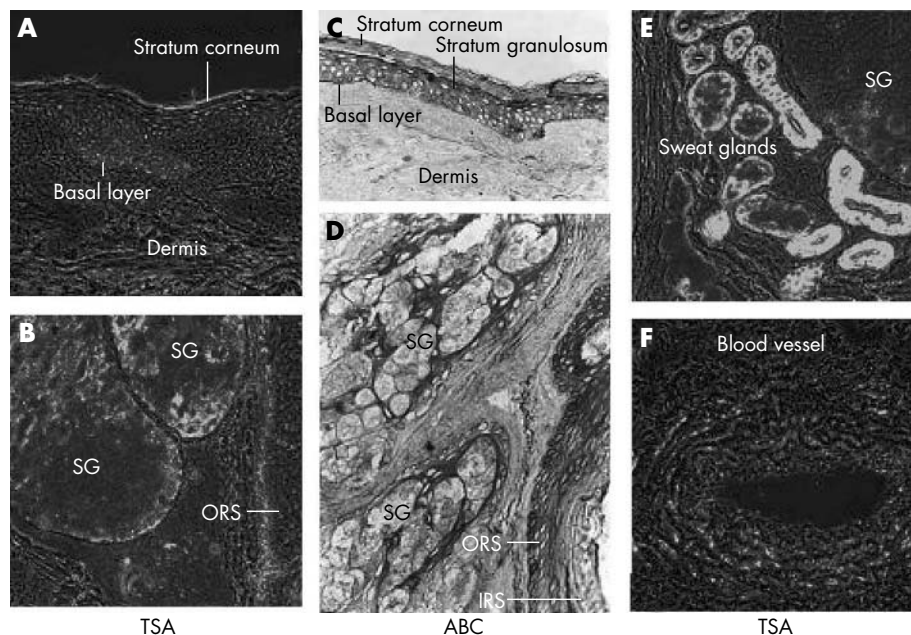 A
Stratum corneum
Basal layer
Dermis
B
SG
SG
ORS
TSA
C
Stratum corneum
Stratum granulosum
Basal layer
Dermis
D
SG
SG
ORS
IRS
ABC
E
SG
Sweat glands
F
Blood vessel
TSA